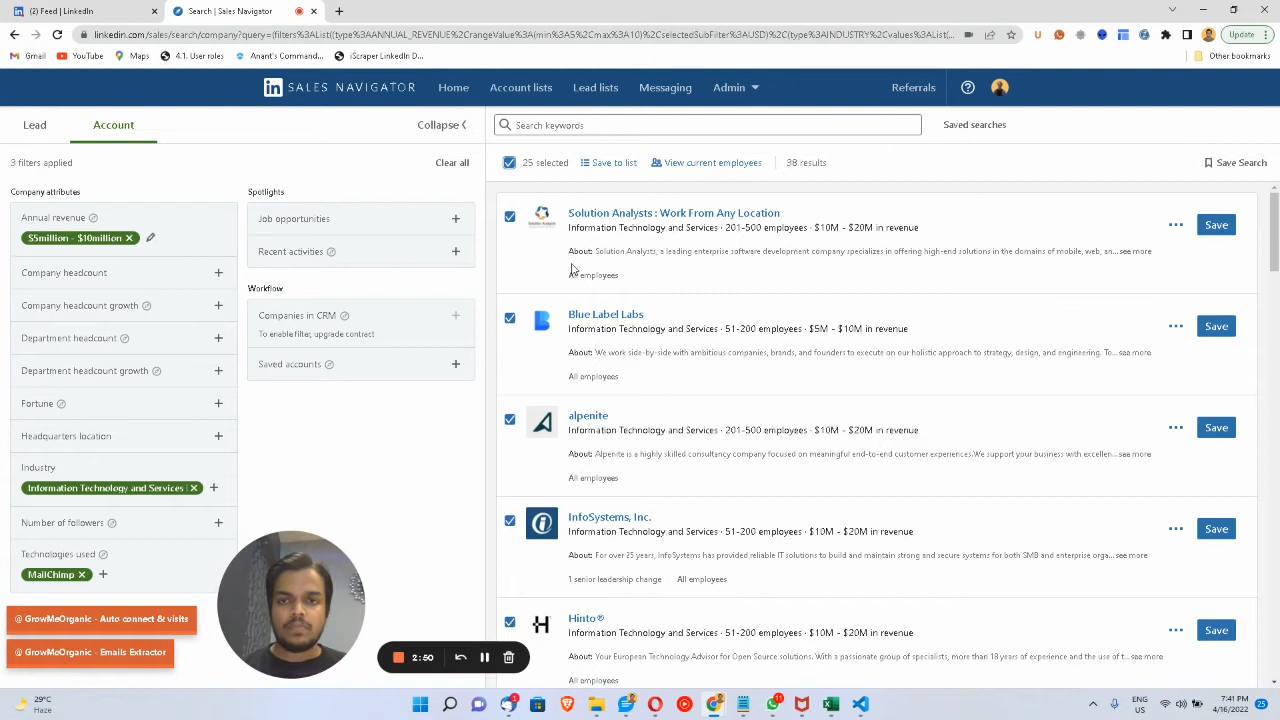 (2) Feed | LinkedIn
Search | Sales Navigator
linkedin.com/sales/search/company?query=(filters%3AList((type%3AANNUAL_REVENUE%2CrangeValue%3A(min%3A5%2Cmax%3A10)%2CselectedSubFilter%3AUSD)%2C(type%3AINDUSTRY%2Cvalues%3AList(...
Update
Gmail
YouTube
Maps
4.1. User roles
Anant's Comman...
iScraper LinkedIn D...
Other bookmarks
in SALES NAVIGATOR
Home
Account lists
Lead lists
Messaging
Admin
Referrals
Lead
Account
Collapse
Search keywords
Saved searches
3 filters applied
Clear all
25 selected
Save to list
View current employees
38 results
Save Search
Company attributes
Annual revenue
$5million - $10million
Company headcount
Company headcount growth
Department headcount
Department headcount growth
Fortune
Headquarters location
Industry
Information Technology and Services
Number of followers
Technologies used
MailChimp
Spotlights
Job opportunities
Recent activities
Workflow
Companies in CRM
To enable filter, upgrade contract
Saved accounts
Solution Analysts : Work From Any Location
Information Technology and Services · 201-500 employees · $10M - $20M in revenue
About: Solution Analysts, a leading enterprise software development company specializes in offering high-end solutions in the domains of mobile, web, an...see more
All employees
Save
Blue Label Labs
Information Technology and Services · 51-200 employees · $5M - $10M in revenue
About: We work side-by-side with ambitious companies, brands, and founders to execute on our holistic approach to strategy, design, and engineering. To...see more
All employees
Save
alpenite
Information Technology and Services · 201-500 employees · $10M - $20M in revenue
About: Alpenite is a highly skilled consultancy company focused on meaningful end-to-end customer experiences.We support your business with excellen...see more
All employees
Save
InfoSystems, Inc.
Information Technology and Services · 51-200 employees · $10M - $20M in revenue
About: For over 25 years, InfoSystems has provided reliable IT solutions to build and maintain strong and secure systems for both SMB and enterprise orga...see more
1 senior leadership change All employees
Save
Hinto®
Information Technology and Services · 51-200 employees · $10M - $20M in revenue
About: Your European Technology Advisor for Open Source solutions. With a passionate group of specialists, more than 18 years of experience and the use of t...see more
All employees
Save
@ GrowMeOrganic - Auto connect & visits
@ GrowMeOrganic - Emails Extractor
2:50
29°C
Haze
ENG
US
7:41 PM
4/16/2022
25